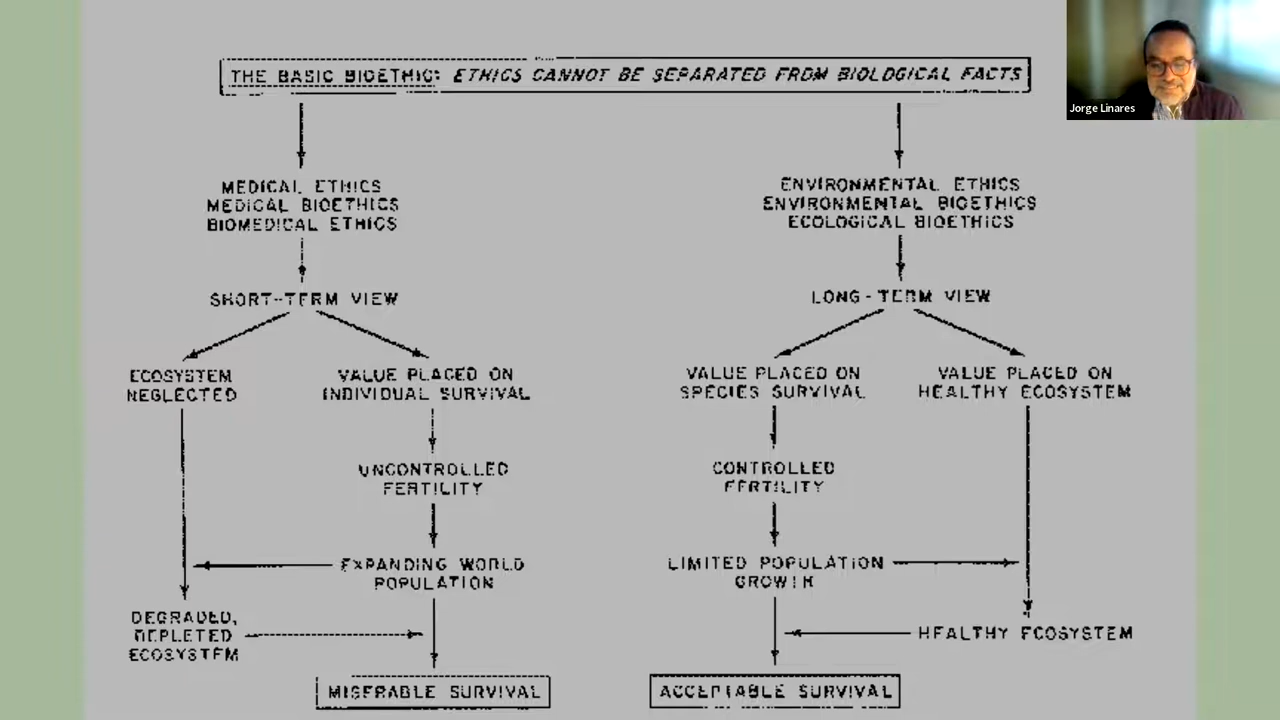 THE BASIC BIOETHIC: ETHICS CANNOT BE SEPARATED FROM BIOLOGICAL FACTS
Jorge Linares
MEDICAL ETHICS
MEDICAL BIOETHICS
BIOMEDICAL ETHICS
ENVIRONMENTAL ETHICS
ENVIRONMENTAL BIOETHICS
ECOLOGICAL BIOETHICS
SHORT-TERM VIEW
LONG-TERM VIEW
ECOSYSTEM
NEGLECTED
VALUE PLACED ON
INDIVIDUAL SURVIVAL
VALUE PLACED ON
SPECIES SURVIVAL
VALUE PLACED ON
HEALTHY ECOSYSTEM
UNCONTROLLED
FERTILITY
CONTROLLED
FERTILITY
EXPANDING WORLD
POPULATION
LIMITED POPULATION
GROWTH
DEGRADED,
DEPLETED
ECOSYSTEM
HEALTHY ECOSYSTEM
MISERABLE SURVIVAL
ACCEPTABLE SURVIVAL